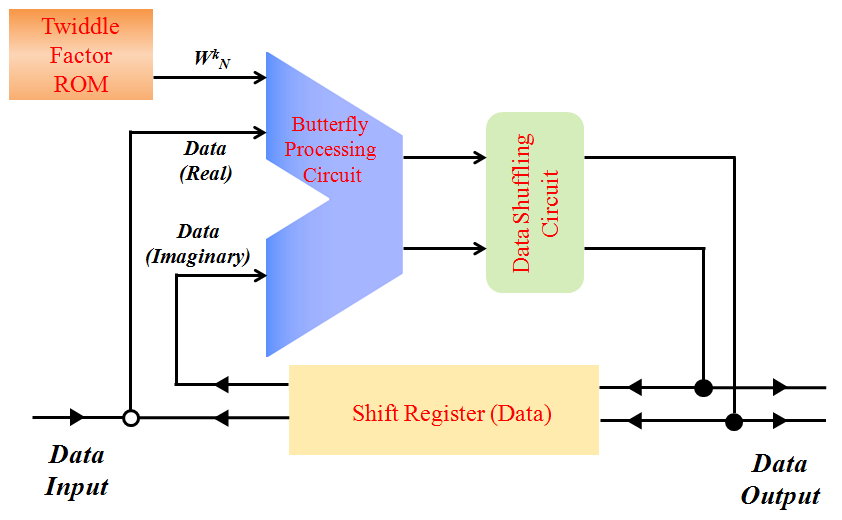 Twiddle
Factor
ROM
WᵏN
Data
(Real)
Butterfly
Processing
Circuit
Data
(Imaginary)
Data Shuffling
Circuit
Shift Register (Data)
Data
Input
Data
Output